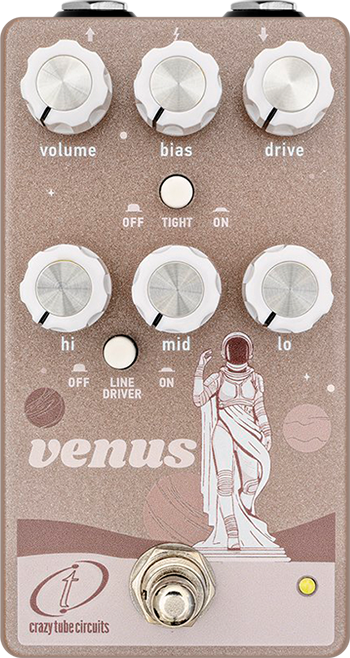 volume bias drive
OFF TIGHT ON
hi mid lo
OFF LINE DRIVER ON
venus
t
crazy tube circuits